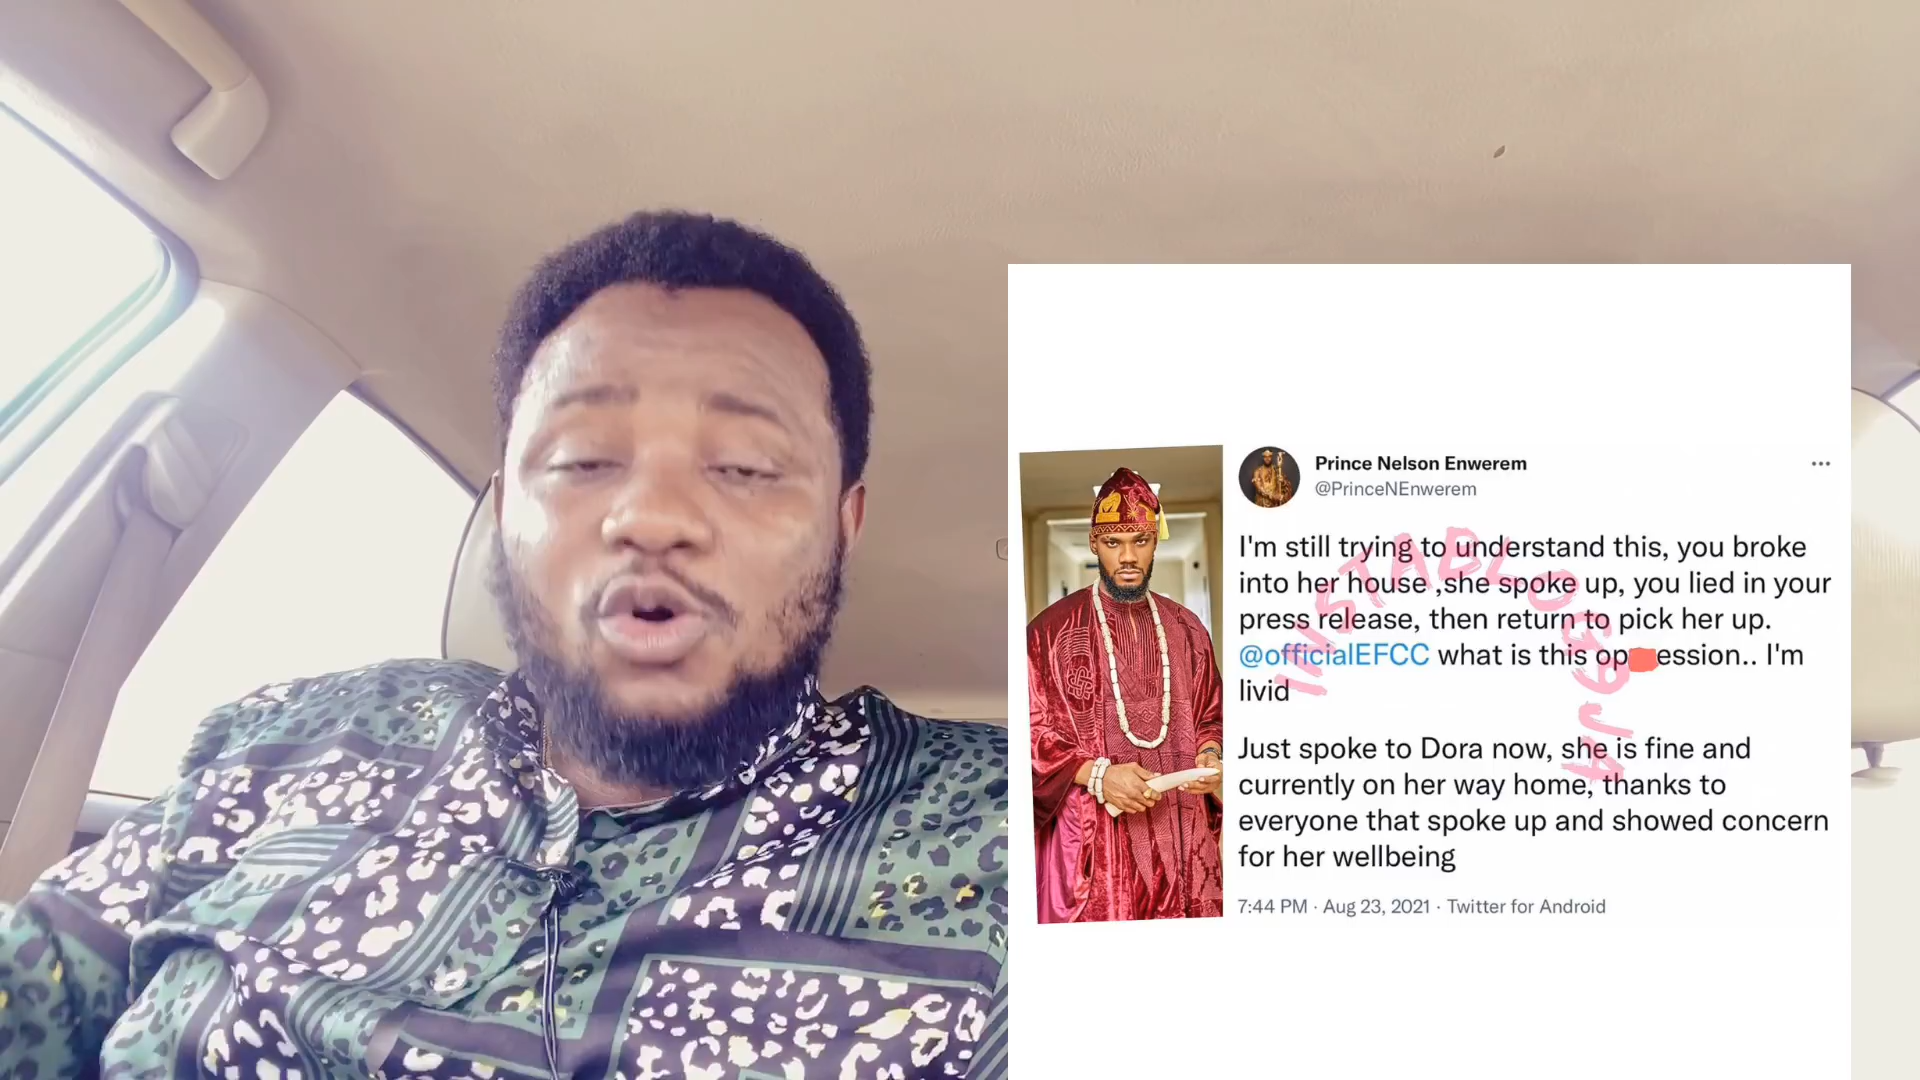 Prince Nelson Enwerem
@PrinceNEnwerem
I'm still trying to understand this, you broke
into her house ,she spoke up, you lied in your
press release, then return to pick her up.
@officialEFCC what is this op ession.. I'm
livid
Just spoke to Dora now, she is fine and
currently on her way home, thanks to
everyone that spoke up and showed concern
for her wellbeing
7:44 PM · Aug 23, 2021 · Twitter for Android
INSTABLOG9JA